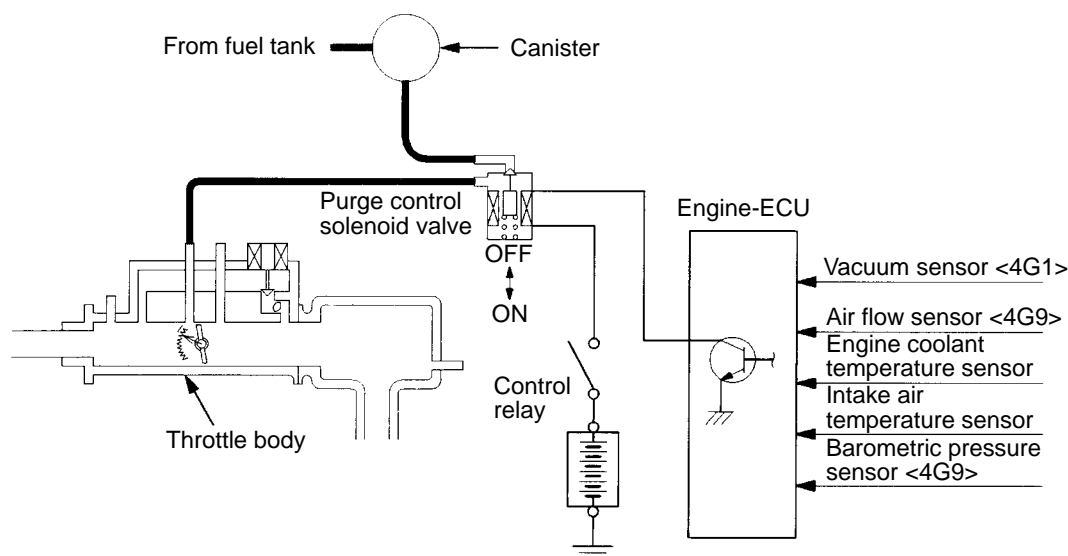 From fuel tank
Canister
Purge control
solenoid valve
OFF
ON
Control
relay
Throttle body
Engine-ECU
Vacuum sensor <4G1>
Air flow sensor <4G9>
Engine coolant
temperature sensor
Intake air
temperature sensor
Barometric pressure
sensor <4G9>